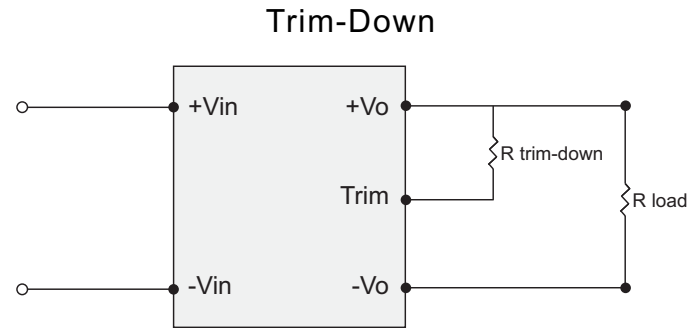 Trim-Down
+Vin
+Vo
R trim-down
Trim
R load
-Vin
-Vo